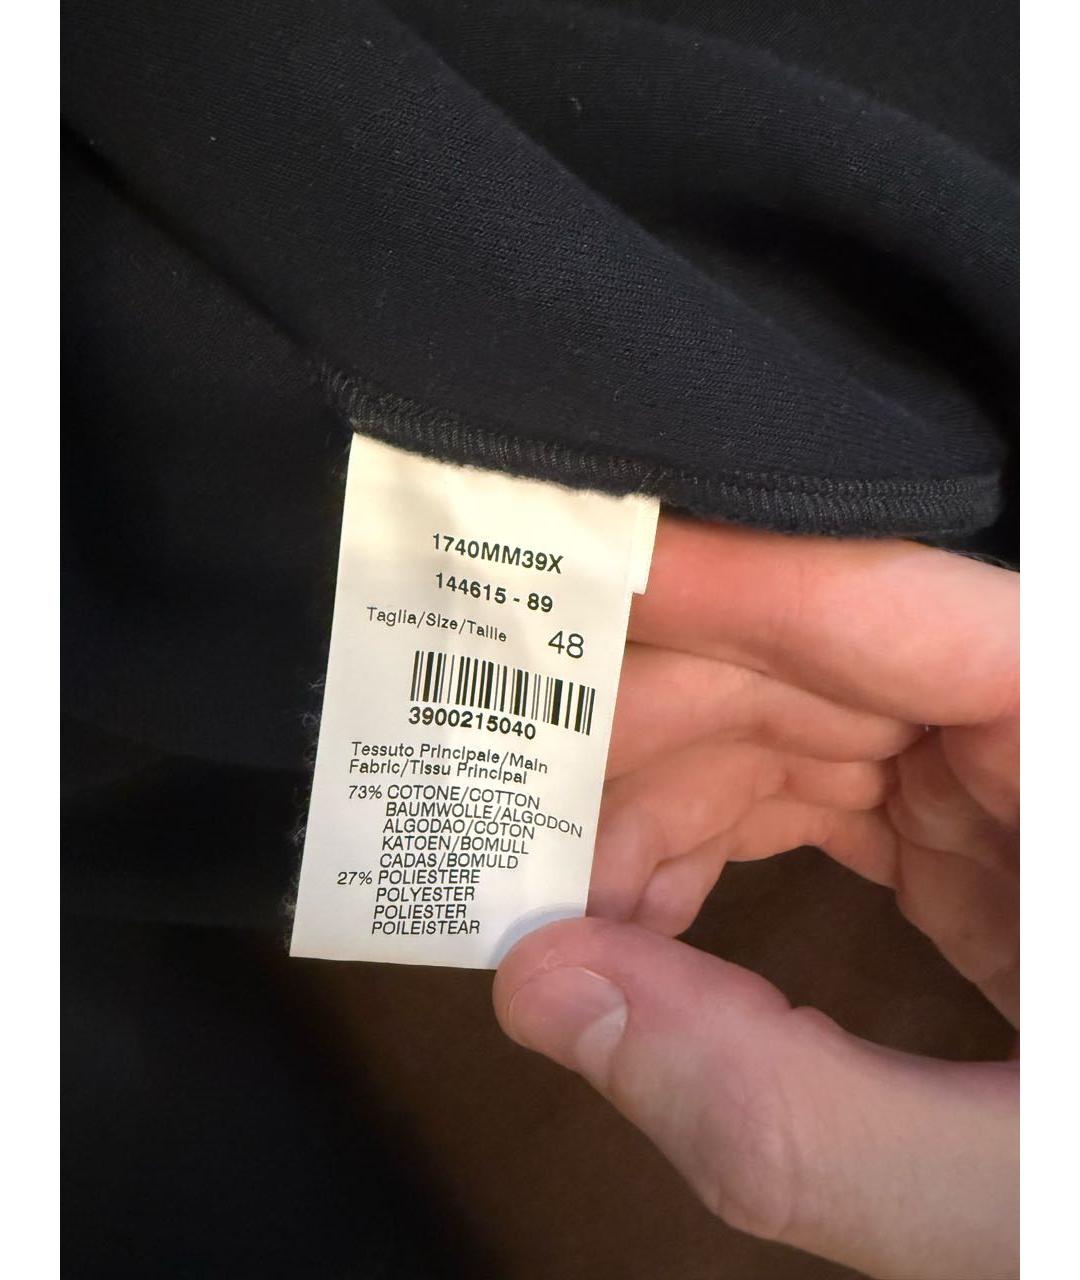 1740MM39X
144615 - 89
Taglia/Size/Taille 48
3900215040
Tessuto Principale/Main
Fabric/Tissu Principal
73% COTONE/COTTON
BAUMWOLLE/ALGODON
ALGODAO/COTON
KATOEN/BOMULL
CADAS/BOMULD
27% POLIESTERE
POLYESTER
POLIESTER
POILEISTEAR